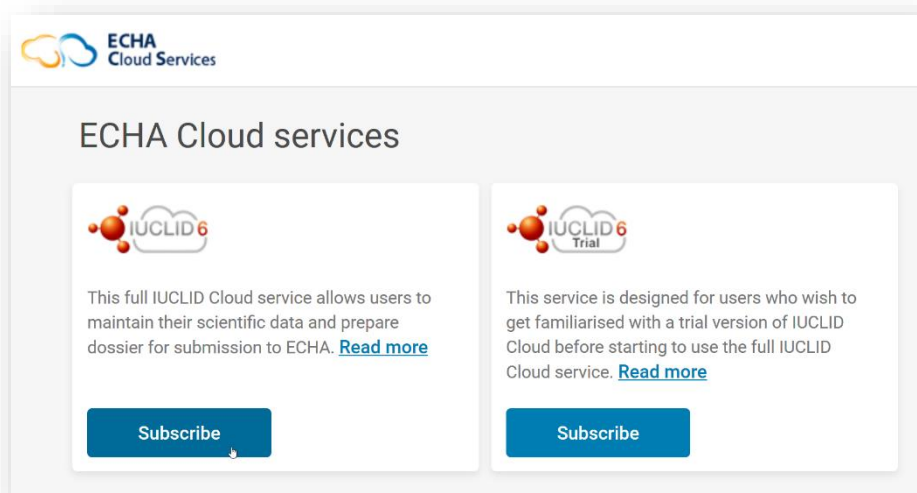 ECHA
Cloud Services
ECHA Cloud services
IUCLID 6
This full IUCLID Cloud service allows users to
maintain their scientific data and prepare
dossier for submission to ECHA. Read more
Subscribe
IUCLID 6
Trial
This service is designed for users who wish to
get familiarised with a trial version of IUCLID
Cloud before starting to use the full IUCLID
Cloud service. Read more
Subscribe